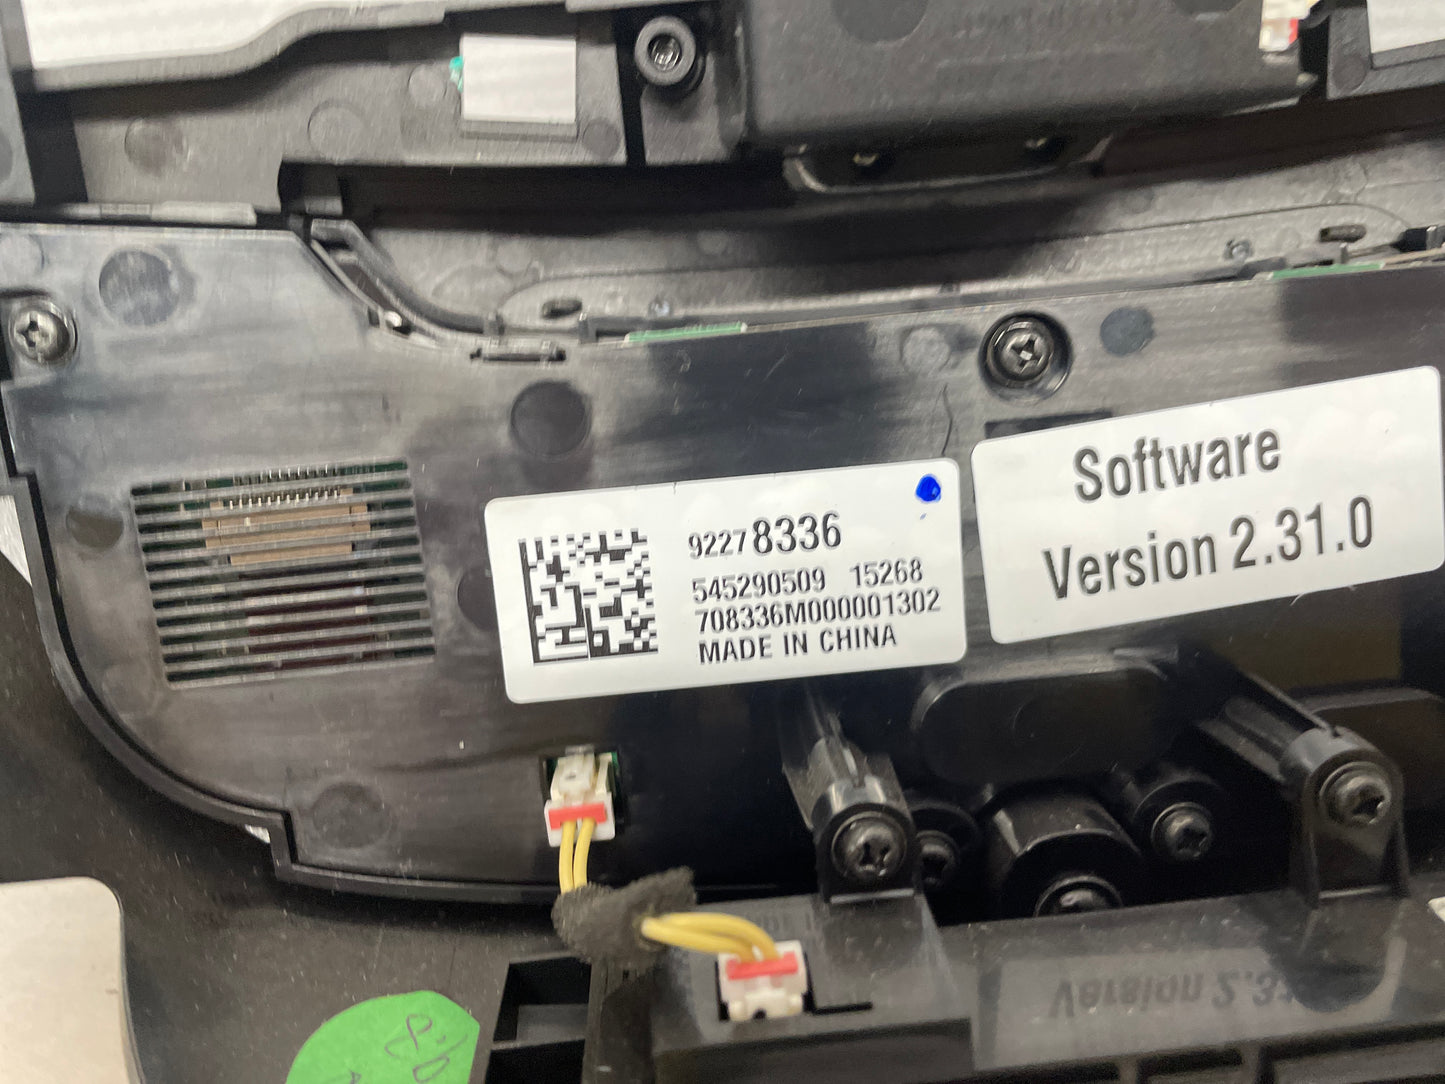 92278336
545290509 15268
708336M000001302
MADE IN CHINA
Software
Version 2.31.0